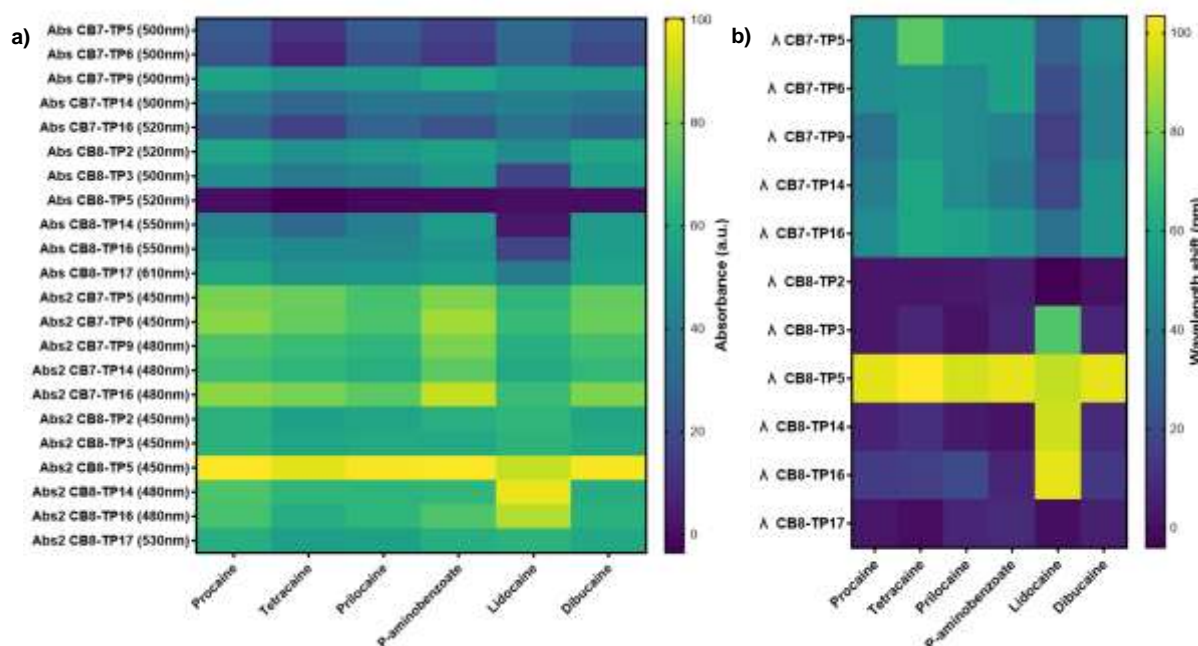 a)
Abs CB7-TP5 (500nm)
Abs CB7-TP6 (500nm)
Abs CB7-TP9 (500nm)
Abs CB7-TP14 (500nm)
Abs CB7-TP16 (520nm)
Abs CB8-TP2 (520nm)
Abs CB8-TP3 (500nm)
Abs CB8-TP5 (520nm)
Abs CB8-TP14 (550nm)
Abs CB8-TP16 (550nm)
Abs CB8-TP17 (610nm)
Abs2 CB7-TP5 (450nm)
Abs2 CB7-TP6 (450nm)
Abs2 CB7-TP9 (480nm)
Abs2 CB7-TP14 (480nm)
Abs2 CB7-TP16 (480nm)
Abs2 CB8-TP2 (450nm)
Abs2 CB8-TP3 (450nm)
Abs2 CB8-TP5 (450nm)
Abs2 CB8-TP14 (480nm)
Abs2 CB8-TP16 (480nm)
Abs2 CB8-TP17 (530nm)
Procaine
Tetracaine
Prilocaine
P-aminobenzoate
Lidocaine
Dibucaine
100
80
60
40
20
0
Absorbance (a.u.)
b)
λ CB7-TP5
λ CB7-TP6
λ CB7-TP9
λ CB7-TP14
λ CB7-TP16
λ CB8-TP2
λ CB8-TP3
λ CB8-TP5
λ CB8-TP14
λ CB8-TP16
λ CB8-TP17
Procaine
Tetracaine
Prilocaine
P-aminobenzoate
Lidocaine
Dibucaine
100
80
60
40
20
0
Wavelength shift (nm)